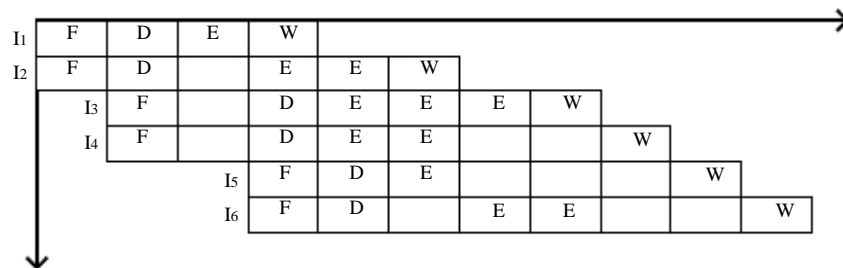 I1 F D E W
I2 F D E E W
I3 F D E E E W
I4 F D E E W
I5 F D E W
I6 F D E E W